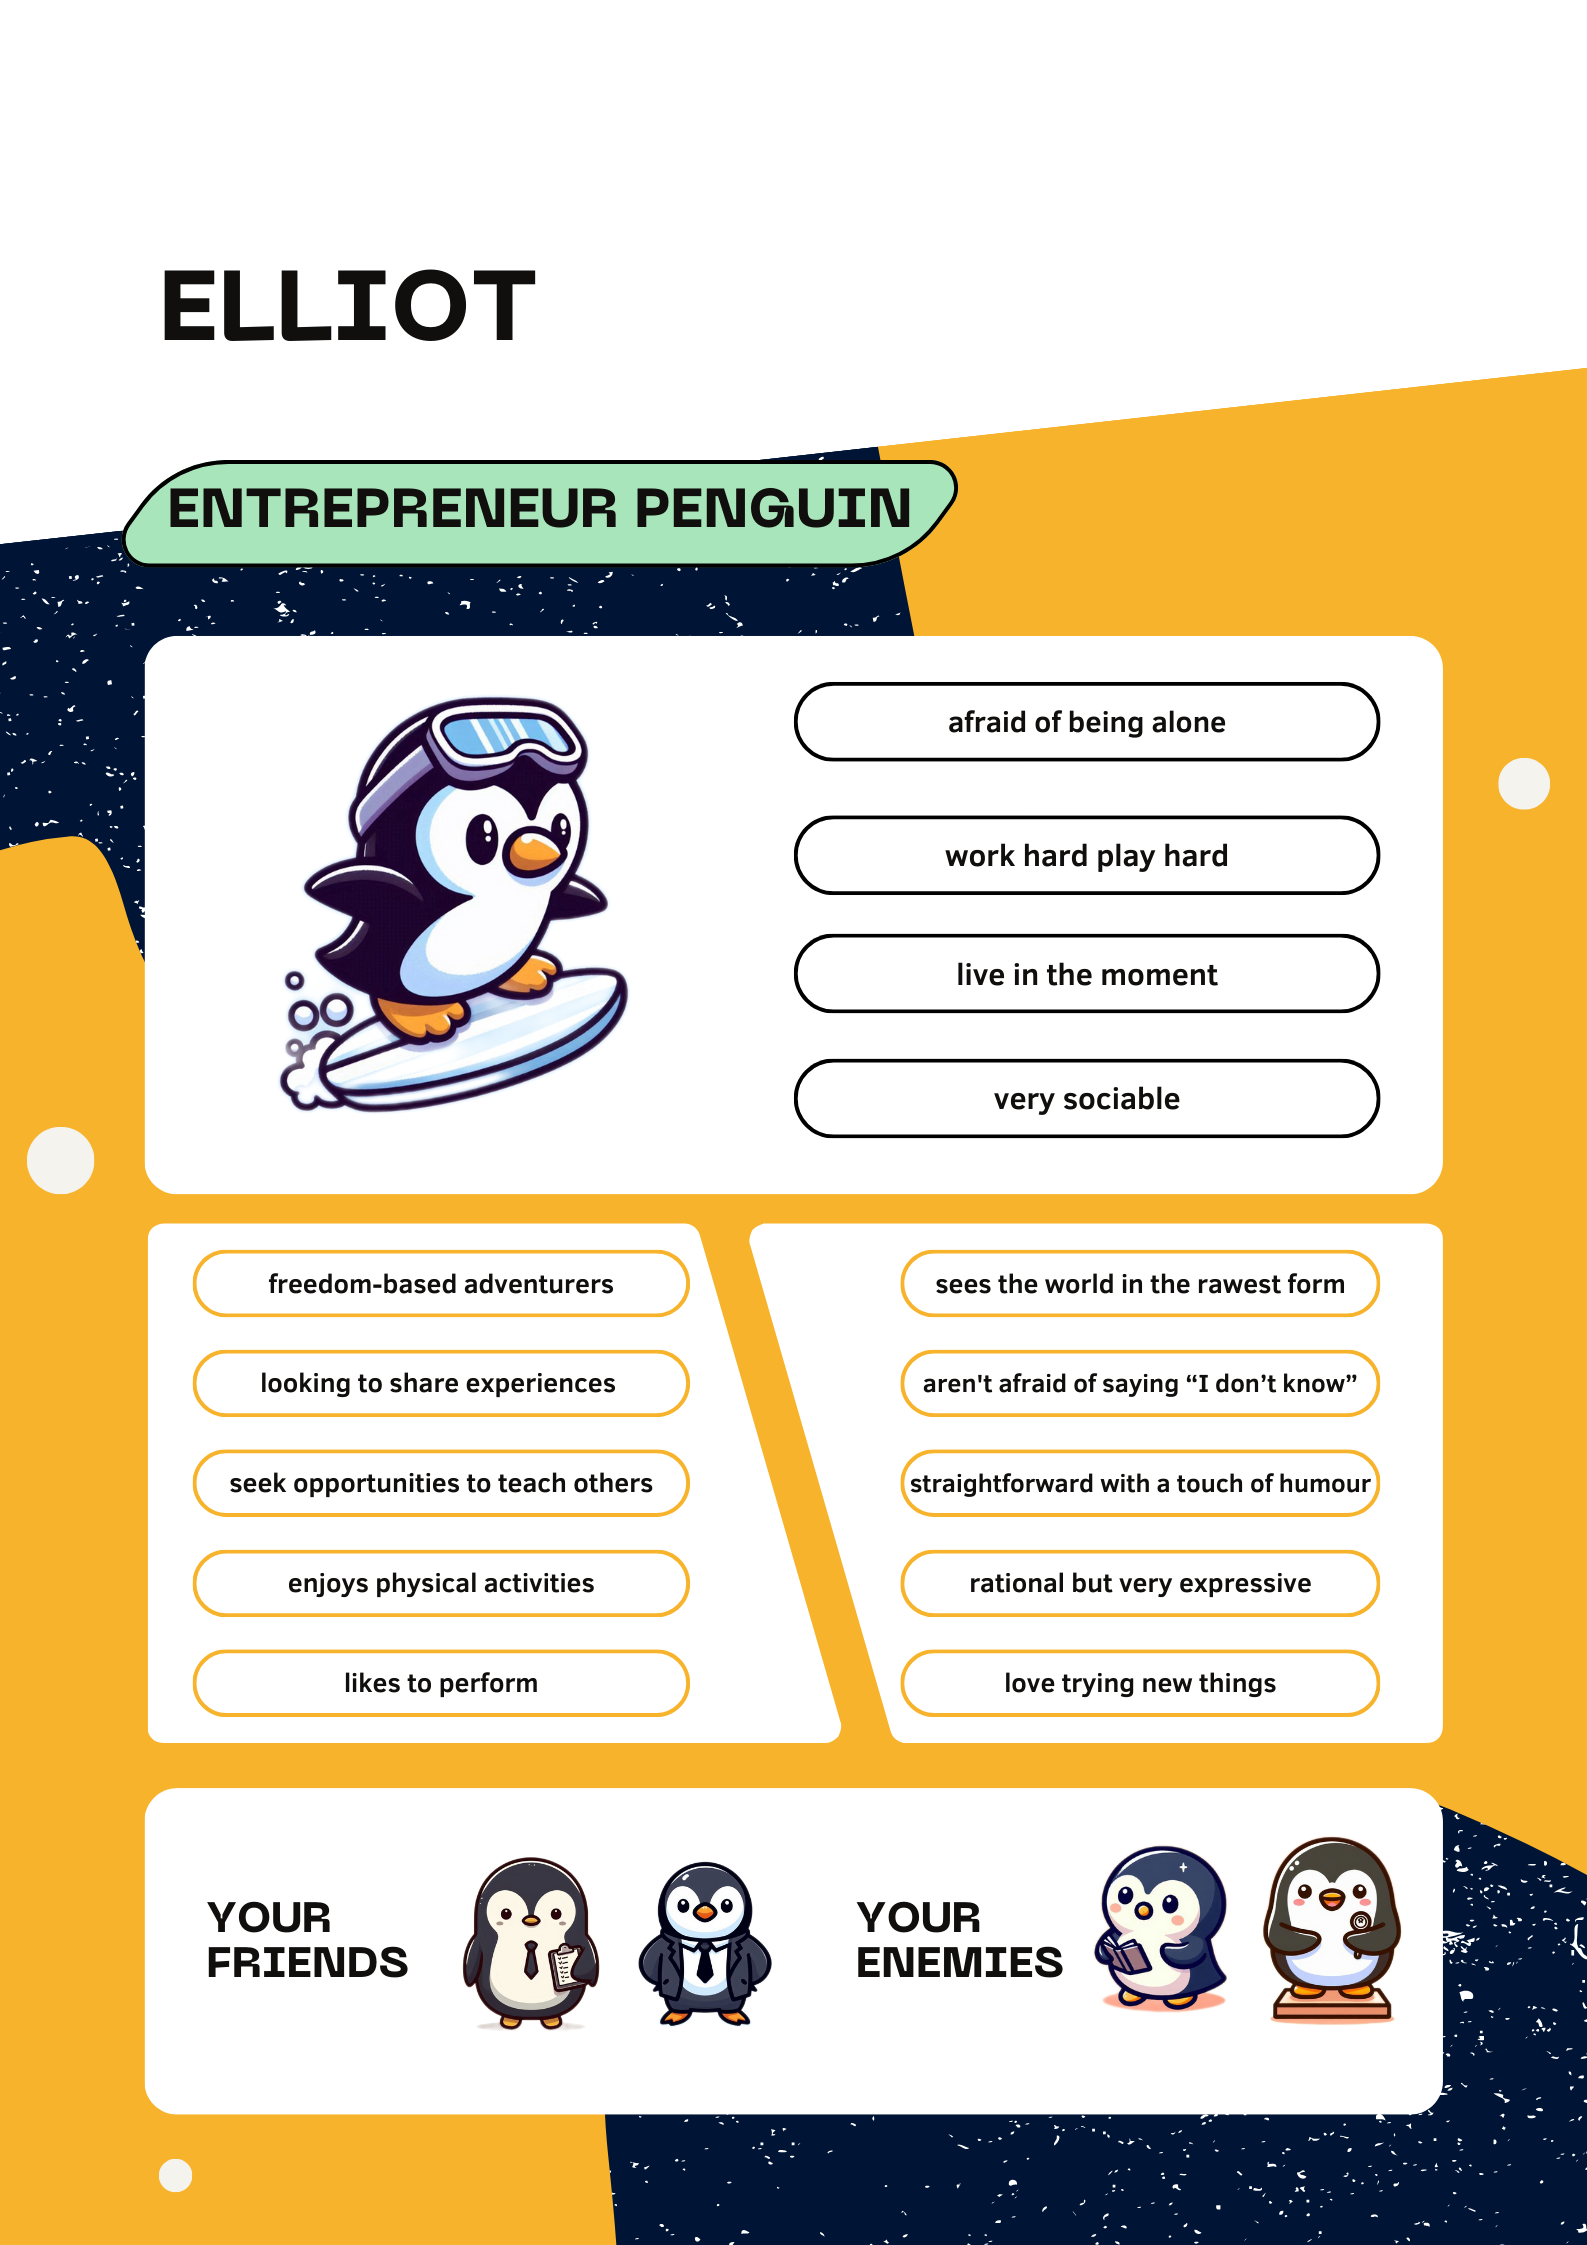 ELLIOT
ENTREPRENEUR PENGUIN
afraid of being alone
work hard play hard
live in the moment
very sociable
freedom-based adventurers
looking to share experiences
seek opportunities to teach others
enjoys physical activities
likes to perform
sees the world in the rawest form
aren't afraid of saying “I don’t know”
straightforward with a touch of humour
rational but very expressive
love trying new things
YOUR
FRIENDS
YOUR
ENEMIES